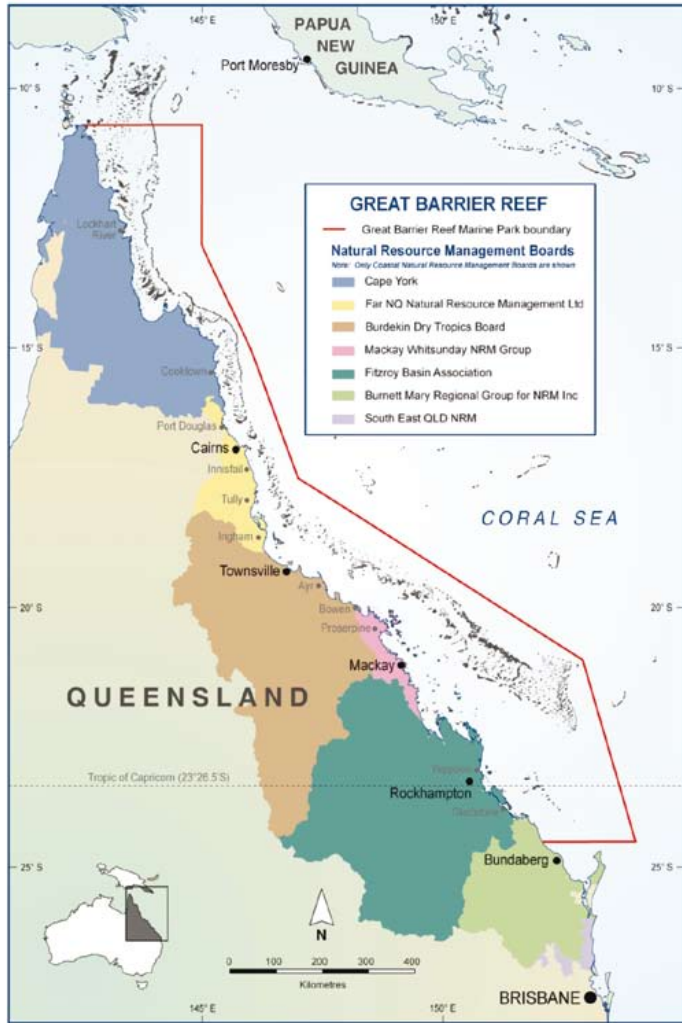 145° E
150° E
PAPUA
NEW
GUINEA
Port Moresby
10° S
10° S
GREAT BARRIER REEF
Great Barrier Reef Marine Park boundary
Natural Resource Management Boards
Note: Only Coastal Natural Resource Management Boards are shown
Cape York
Far NQ Natural Resource Management Ltd
Burdekin Dry Tropics Board
Mackay Whitsunday NRM Group
Fitzroy Basin Association
Burnett Mary Regional Group for NRM Inc
South East QLD NRM
Lockhart
River
15° S
15° S
Cooktown
Port Douglas
Cairns
Innisfail
Tully
Ingham
CORAL SEA
Townsville
Ayr
Bowen
20° S
20° S
Proserpine
Mackay
QUEENSLAND
Tropic of Capricorn (23°26.5'S)
Rockhampton
Gladstone
Bundaberg
25° S
25° S
N
0 100 200 300 400
Kilometres
BRISBANE
145° E
150° E